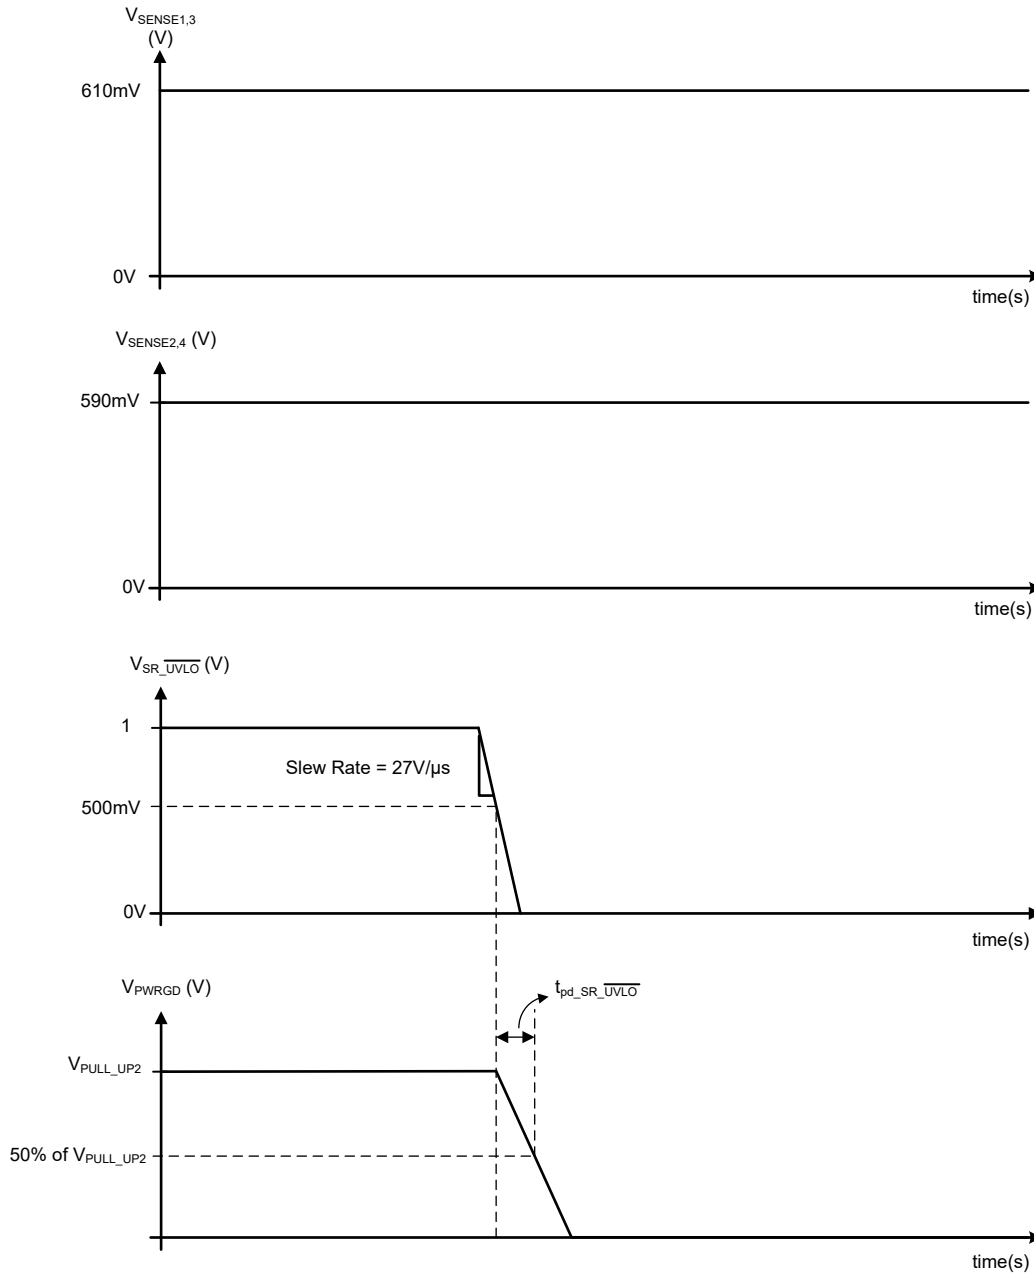 VSENSE1,3
(V)
610mV
0V
time(s)
VSENSE2,4 (V)
590mV
0V
time(s)
VSR_UVLO (V)
1
Slew Rate = 27V/µs
500mV
0V
time(s)
VPWRGD (V)
tpd_SR_UVLO
VPULL_UP2
50% of VPULL_UP2
time(s)